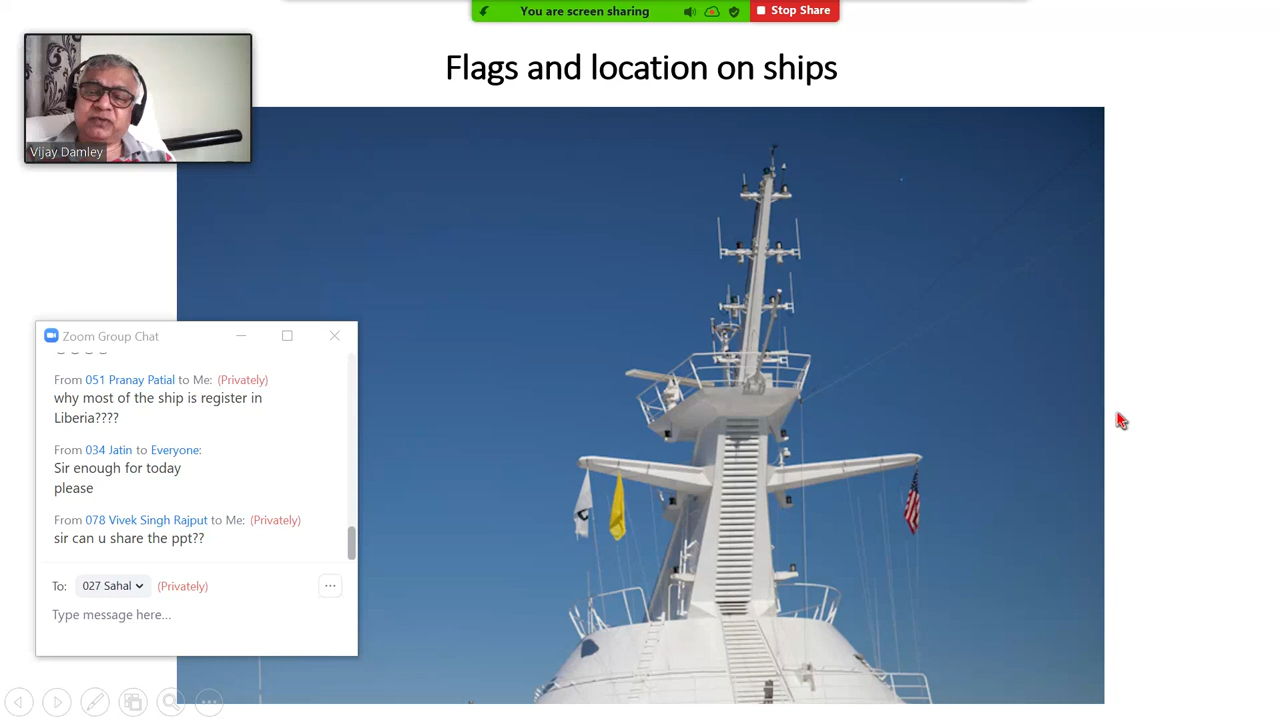 You are screen sharing
Stop Share
Flags and location on ships
Vijay Damley
Zoom Group Chat
From 051 Pranay Patial to Me: (Privately)
why most of the ship is register in
Liberia????
From 034 Jatin to Everyone:
Sir enough for today
please
From 078 Vivek Singh Rajput to Me: (Privately)
sir can u share the ppt??
To: 027 Sahal (Privately)
Type message here...